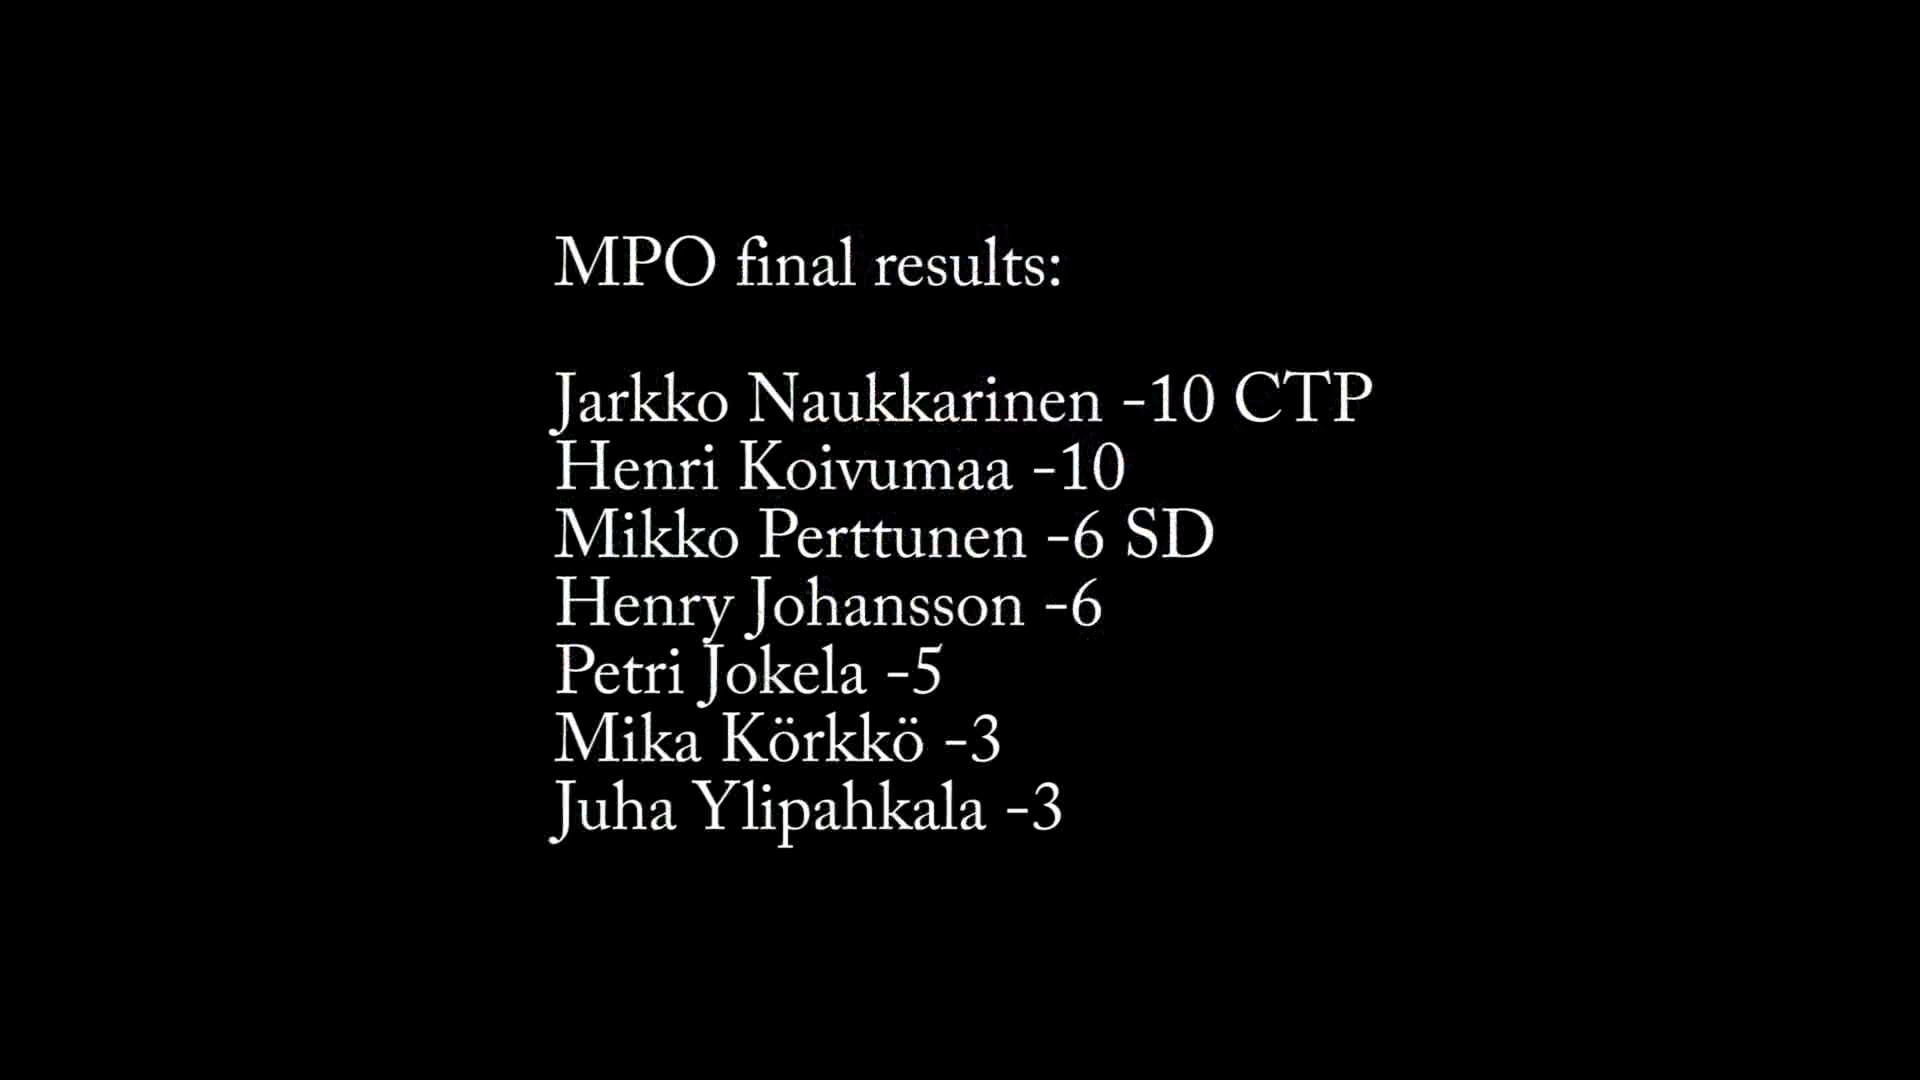 MPO final results:
Jarkko Naukkarinen -10 CTP
Henri Koivumaa -10
Mikko Perttunen -6 SD
Henry Johansson -6
Petri Jokela -5
Mika Körkkö -3
Juha Ylipahkala -3